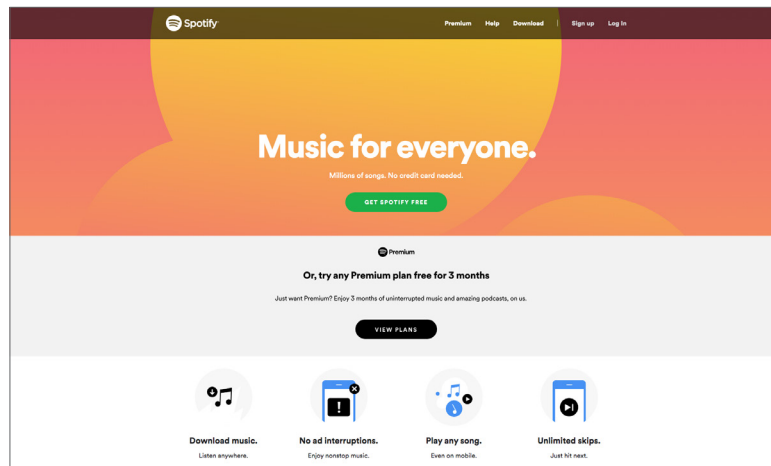 Spotify
Premium Help Download | Sign up Log In
Music for everyone.
Millions of songs. No credit card needed.
GET SPOTIFY FREE
Premium
Or, try any Premium plan free for 3 months
Just want Premium? Enjoy 3 months of uninterrupted music and amazing podcasts, on us.
VIEW PLANS
Download music. No ad interruptions. Play any song. Unlimited skips.
Listen anywhere. Enjoy nonstop music. Even on mobile. Just hit next.